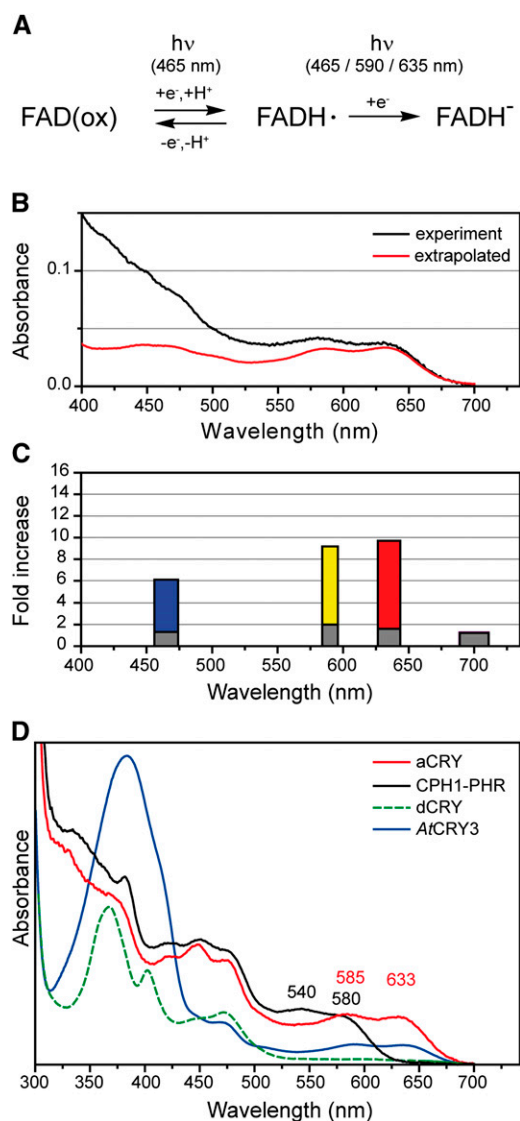 A
hν hν
(465 nm) (465 / 590 / 635 nm)
FAD(ox) +e⁻,+H⁺ FADH · +e⁻ FADH⁻
-e⁻,-H⁺
B
experiment
extrapolated
Absorbance
0.1
0.0
400 450 500 550 600 650 700
Wavelength (nm)
C
Fold increase
16
14
12
10
8
6
4
2
0
400 450 500 550 600 650 700
Wavelength (nm)
D
aCRY
CPH1-PHR
dCRY
AtCRY3
Absorbance
585 633
540
580
300 350 400 450 500 550 600 650 700
Wavelength (nm)